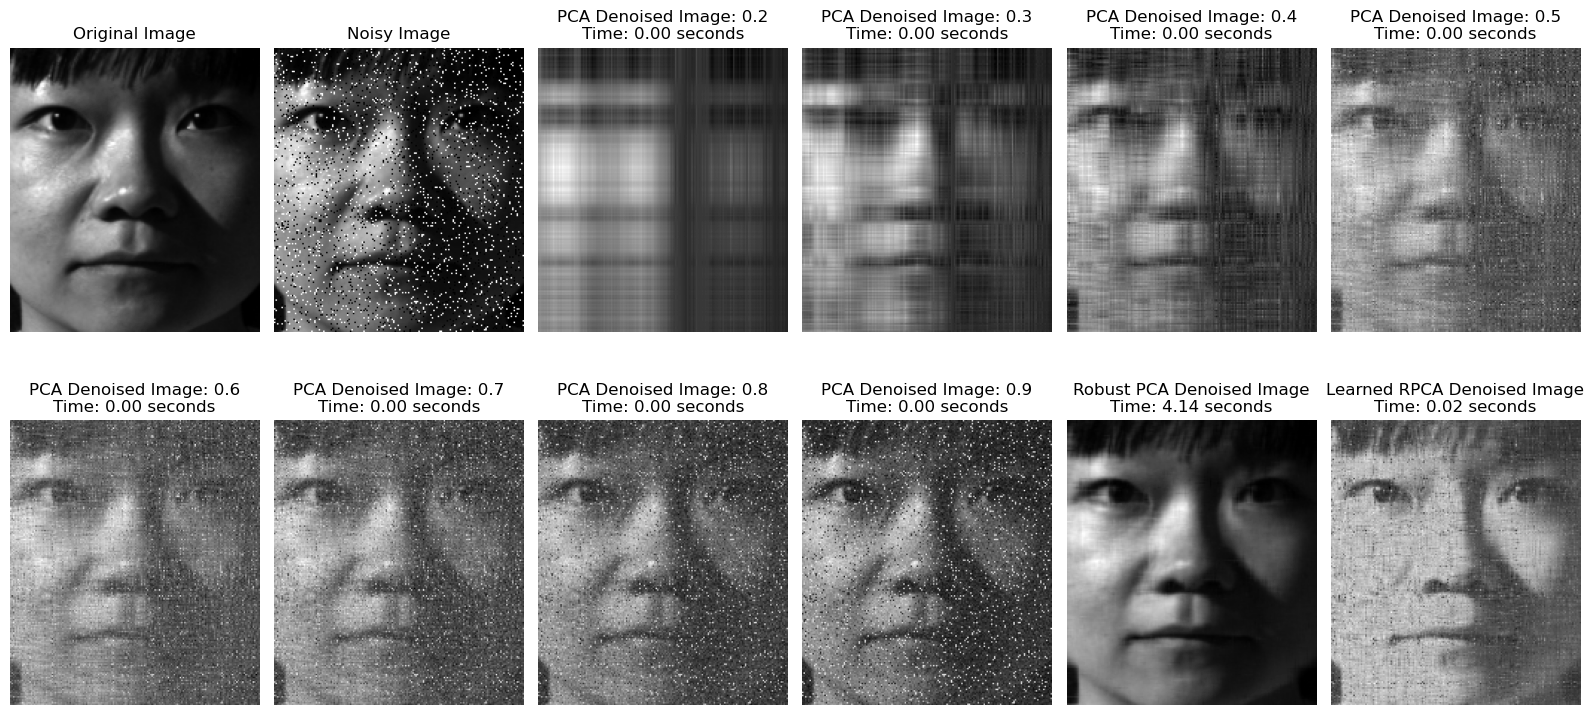 Original Image
Noisy Image
PCA Denoised Image: 0.2
Time: 0.00 seconds
PCA Denoised Image: 0.3
Time: 0.00 seconds
PCA Denoised Image: 0.4
Time: 0.00 seconds
PCA Denoised Image: 0.5
Time: 0.00 seconds
PCA Denoised Image: 0.6
Time: 0.00 seconds
PCA Denoised Image: 0.7
Time: 0.00 seconds
PCA Denoised Image: 0.8
Time: 0.00 seconds
PCA Denoised Image: 0.9
Time: 0.00 seconds
Robust PCA Denoised Image
Time: 4.14 seconds
Learned RPCA Denoised Image
Time: 0.02 seconds